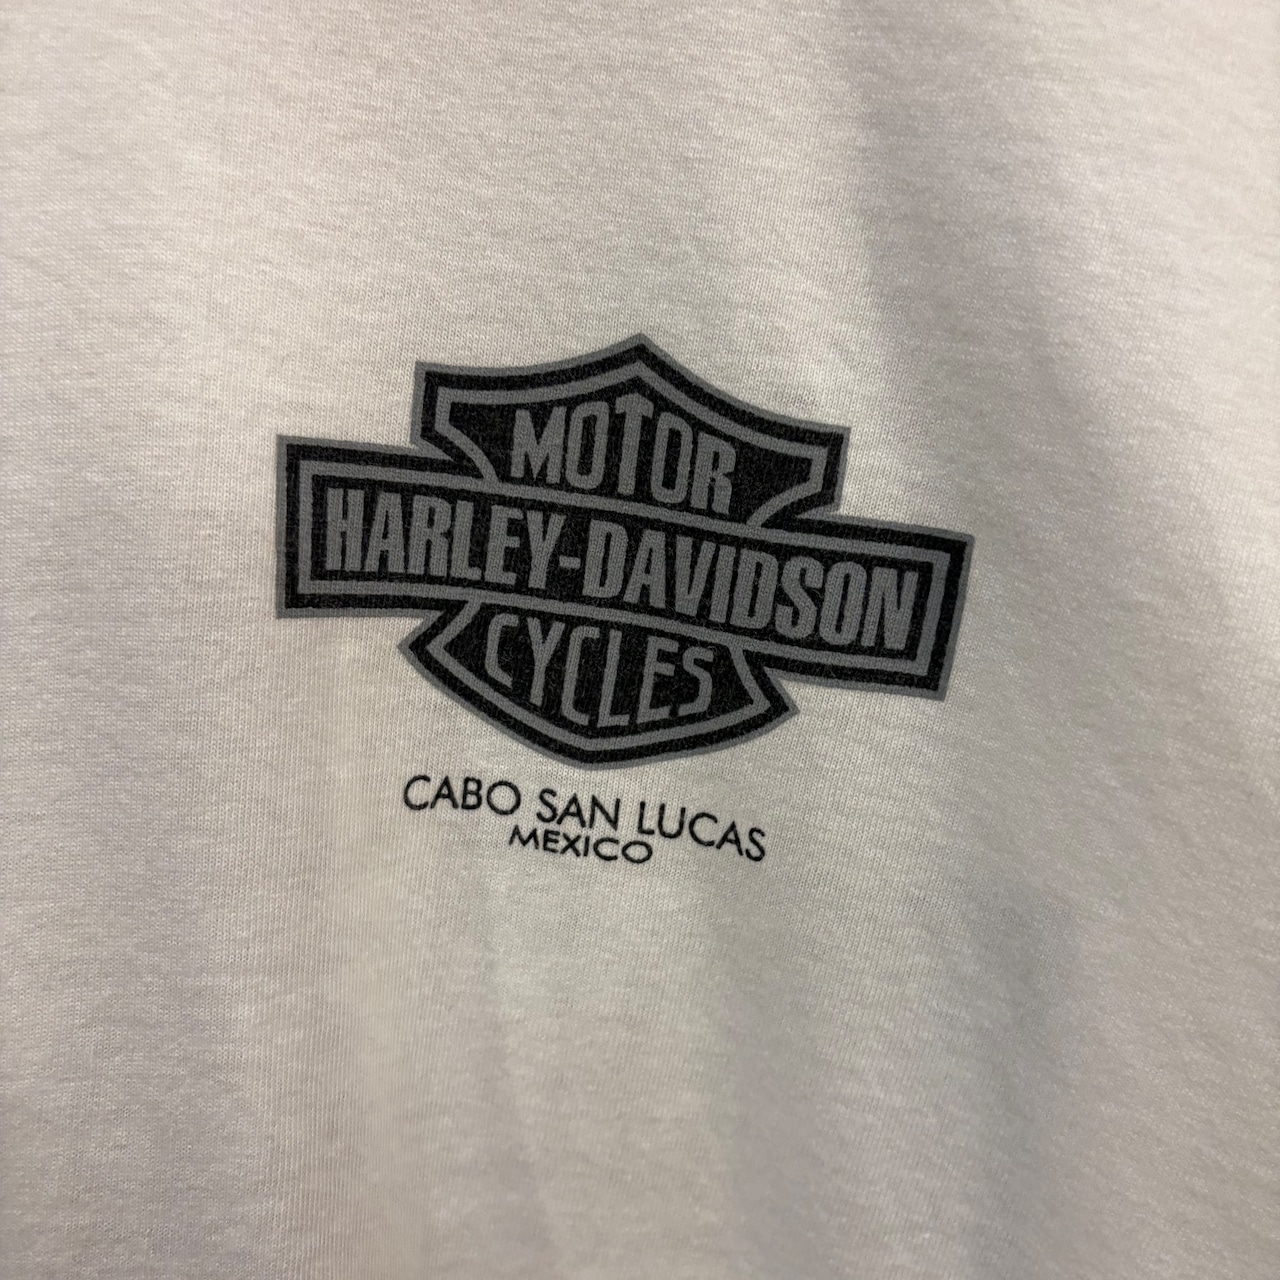 MOTOR
HARLEY-DAVIDSON
CYCLES
CABO SAN LUCAS
MEXICO